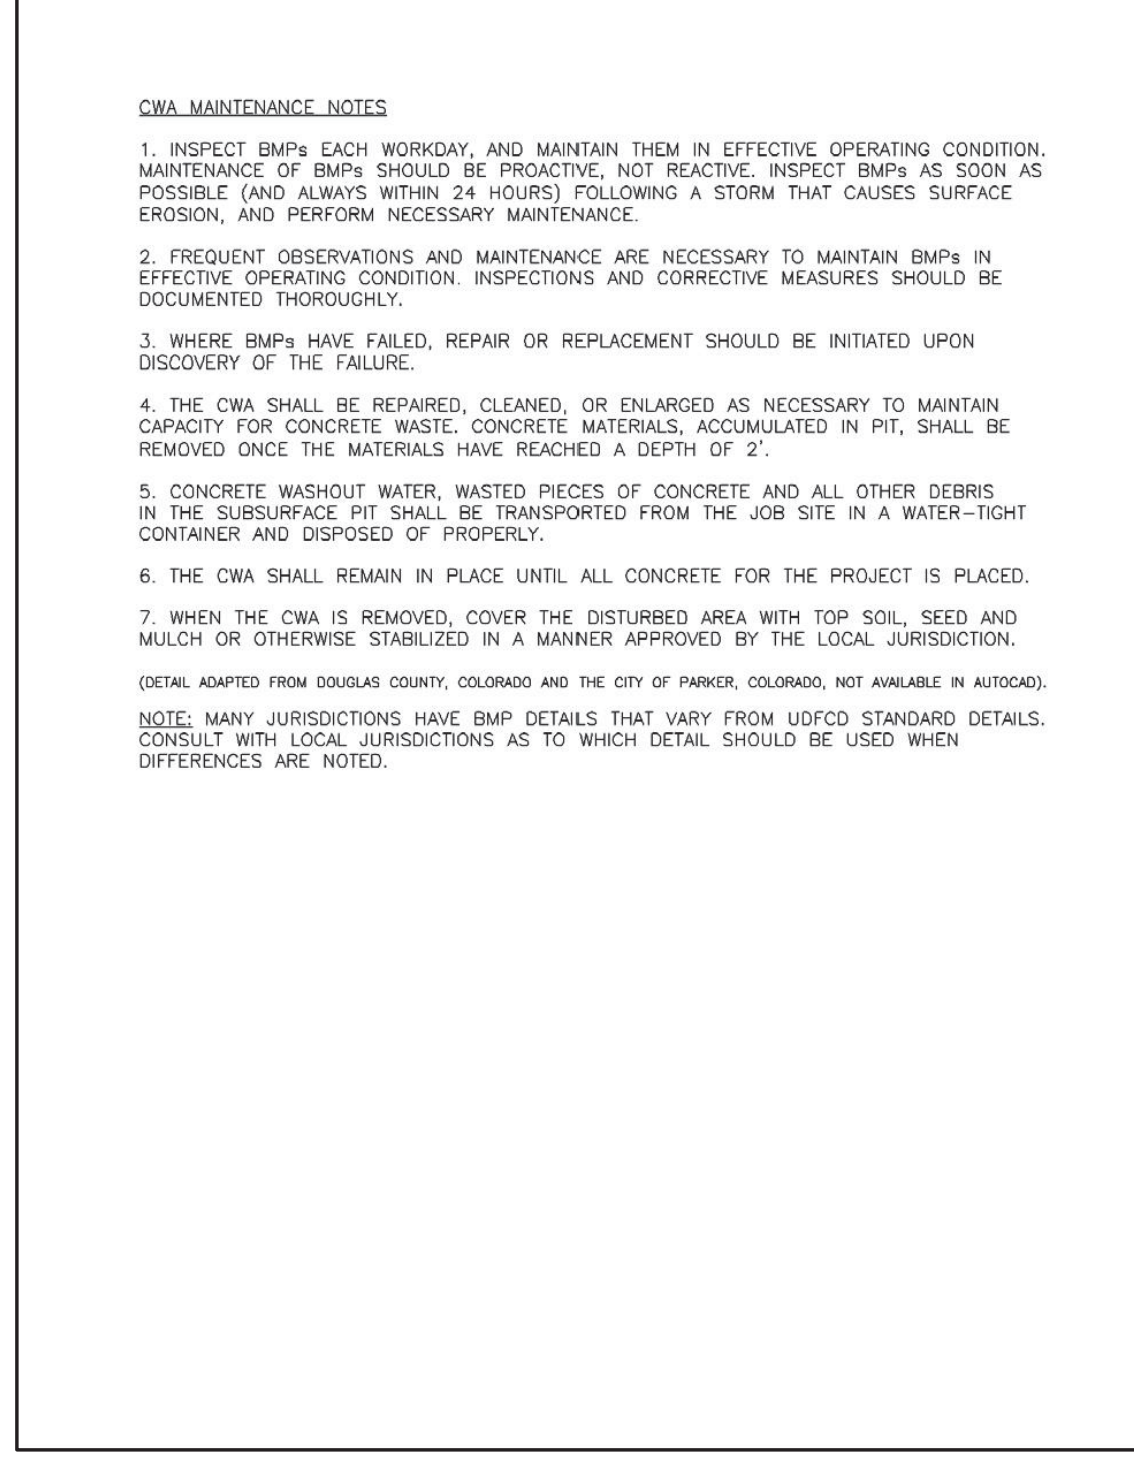 CWA MAINTENANCE NOTES
1. INSPECT BMPs EACH WORKDAY, AND MAINTAIN THEM IN EFFECTIVE OPERATING CONDITION.
MAINTENANCE OF BMPs SHOULD BE PROACTIVE, NOT REACTIVE. INSPECT BMPs AS SOON AS
POSSIBLE (AND ALWAYS WITHIN 24 HOURS) FOLLOWING A STORM THAT CAUSES SURFACE
EROSION, AND PERFORM NECESSARY MAINTENANCE.
2. FREQUENT OBSERVATIONS AND MAINTENANCE ARE NECESSARY TO MAINTAIN BMPs IN
EFFECTIVE OPERATING CONDITION. INSPECTIONS AND CORRECTIVE MEASURES SHOULD BE
DOCUMENTED THOROUGHLY.
3. WHERE BMPs HAVE FAILED, REPAIR OR REPLACEMENT SHOULD BE INITIATED UPON
DISCOVERY OF THE FAILURE.
4. THE CWA SHALL BE REPAIRED, CLEANED, OR ENLARGED AS NECESSARY TO MAINTAIN
CAPACITY FOR CONCRETE WASTE. CONCRETE MATERIALS, ACCUMULATED IN PIT, SHALL BE
REMOVED ONCE THE MATERIALS HAVE REACHED A DEPTH OF 2'.
5. CONCRETE WASHOUT WATER, WASTED PIECES OF CONCRETE AND ALL OTHER DEBRIS
IN THE SUBSURFACE PIT SHALL BE TRANSPORTED FROM THE JOB SITE IN A WATER-TIGHT
CONTAINER AND DISPOSED OF PROPERLY.
6. THE CWA SHALL REMAIN IN PLACE UNTIL ALL CONCRETE FOR THE PROJECT IS PLACED.
7. WHEN THE CWA IS REMOVED, COVER THE DISTURBED AREA WITH TOP SOIL, SEED AND
MULCH OR OTHERWISE STABILIZED IN A MANNER APPROVED BY THE LOCAL JURISDICTION.
(DETAIL ADAPTED FROM DOUGLAS COUNTY, COLORADO AND THE CITY OF PARKER, COLORADO, NOT AVAILABLE IN AUTOCAD).
NOTE: MANY JURISDICTIONS HAVE BMP DETAILS THAT VARY FROM UDFCD STANDARD DETAILS.
CONSULT WITH LOCAL JURISDICTIONS AS TO WHICH DETAIL SHOULD BE USED WHEN
DIFFERENCES ARE NOTED.